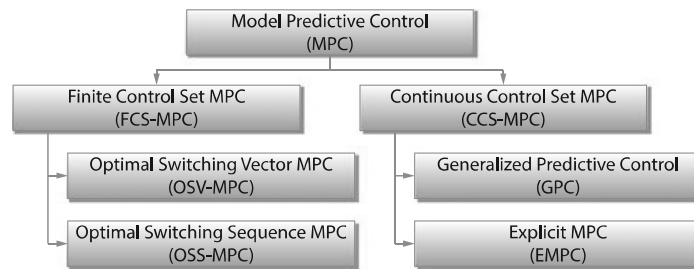 Model Predictive Control
(MPC)
Finite Control Set MPC
(FCS-MPC)
Continuous Control Set MPC
(CCS-MPC)
Optimal Switching Vector MPC
(OSV-MPC)
Generalized Predictive Control
(GPC)
Optimal Switching Sequence MPC
(OSS-MPC)
Explicit MPC
(EMPC)